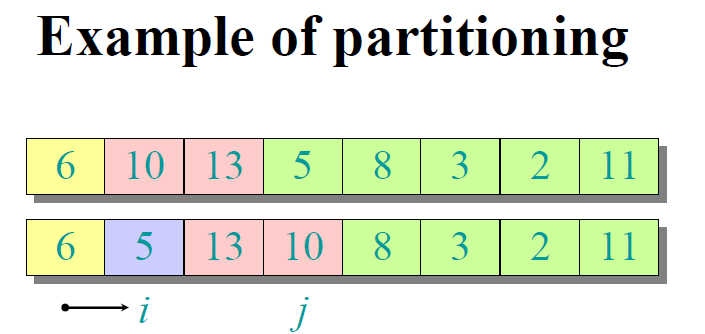 Example of partitioning
6 10 13 5 8 3 2 11
6 5 13 10 8 3 2 11
i j